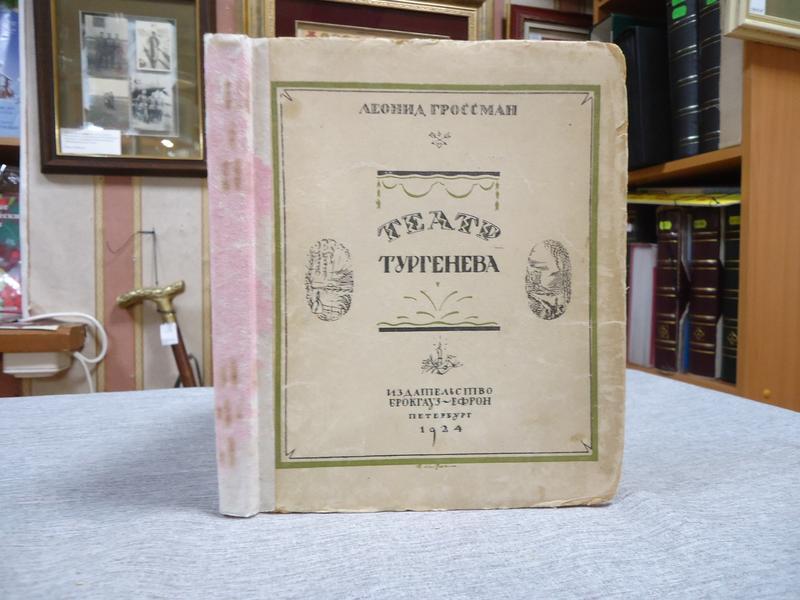 ЛЕОНИД ГРОССМАН
ТЕАТР
ТУРГЕНЕВА
ИЗДАТЕЛЬСТВО
БРОКГАУЗ~ЕФРОН
ПЕТЕРБУРГ
1924